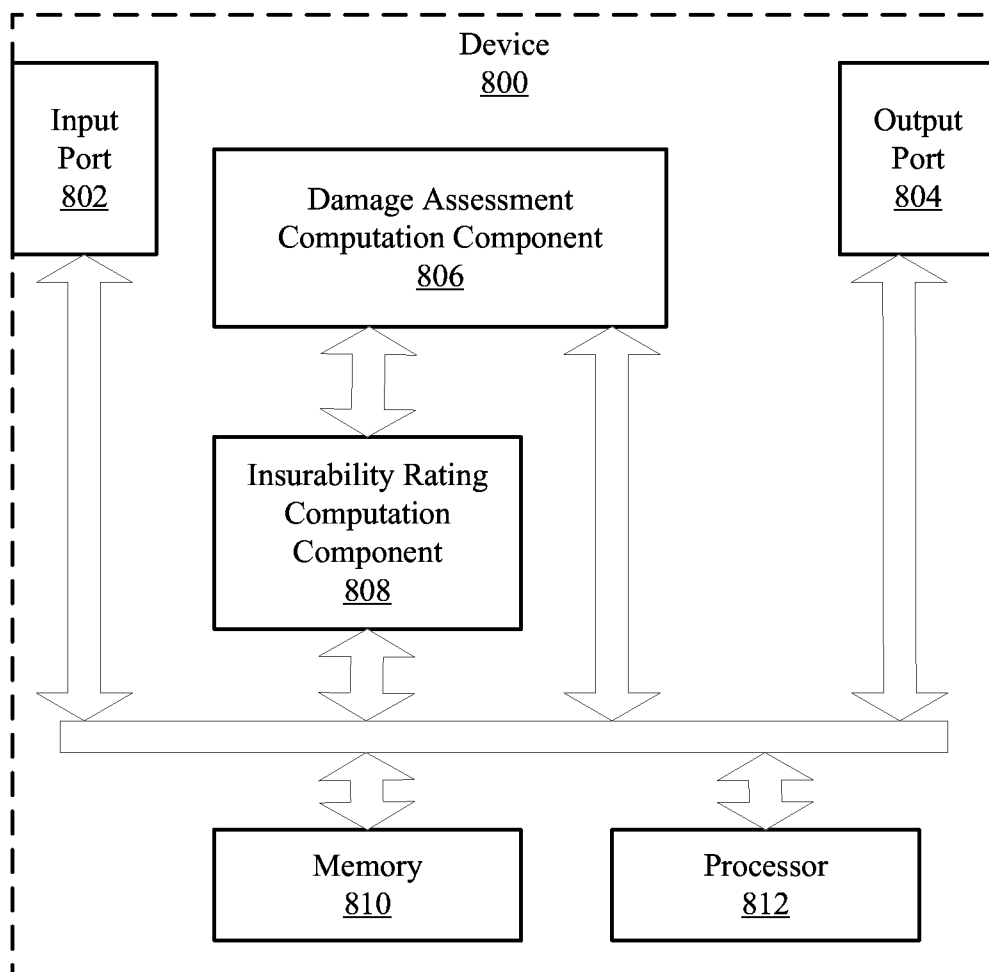 Device
800
Input
Port
802
Output
Port
804
Damage Assessment
Computation Component
806
Insurability Rating
Computation
Component
808
Memory
810
Processor
812